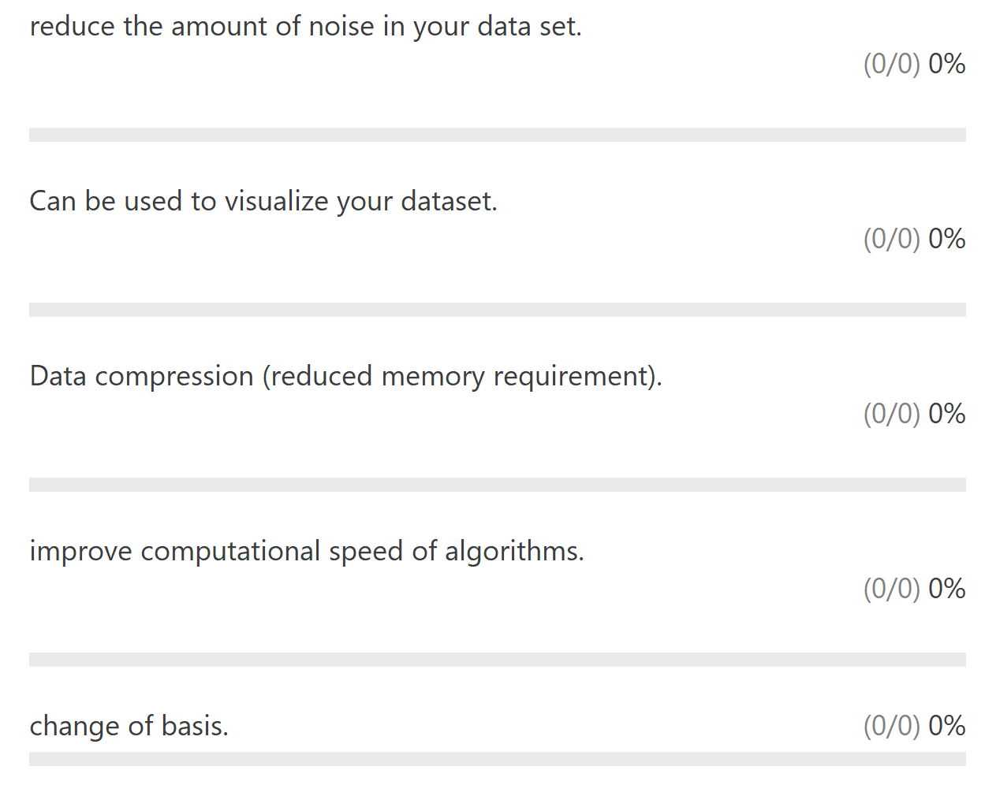 reduce the amount of noise in your data set.
(0/0) 0%
Can be used to visualize your dataset.
(0/0) 0%
Data compression (reduced memory requirement).
(0/0) 0%
improve computational speed of algorithms.
(0/0) 0%
change of basis. (0/0) 0%